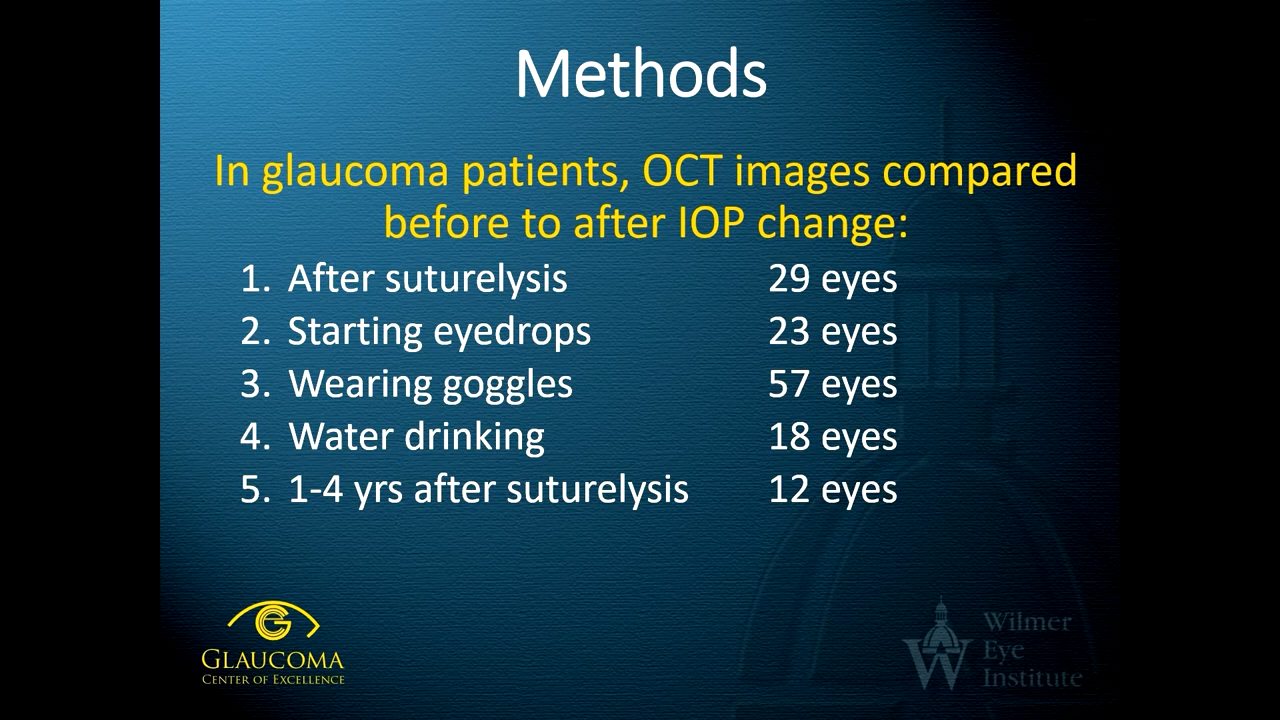 Methods
In glaucoma patients, OCT images compared
before to after IOP change:
1. After suturelysis 29 eyes
2. Starting eyedrops 23 eyes
3. Wearing goggles 57 eyes
4. Water drinking 18 eyes
5. 1-4 yrs after suturelysis 12 eyes
GLAUCOMA
CENTER OF EXCELLENCE
W
Wilmer
Eye
Institute